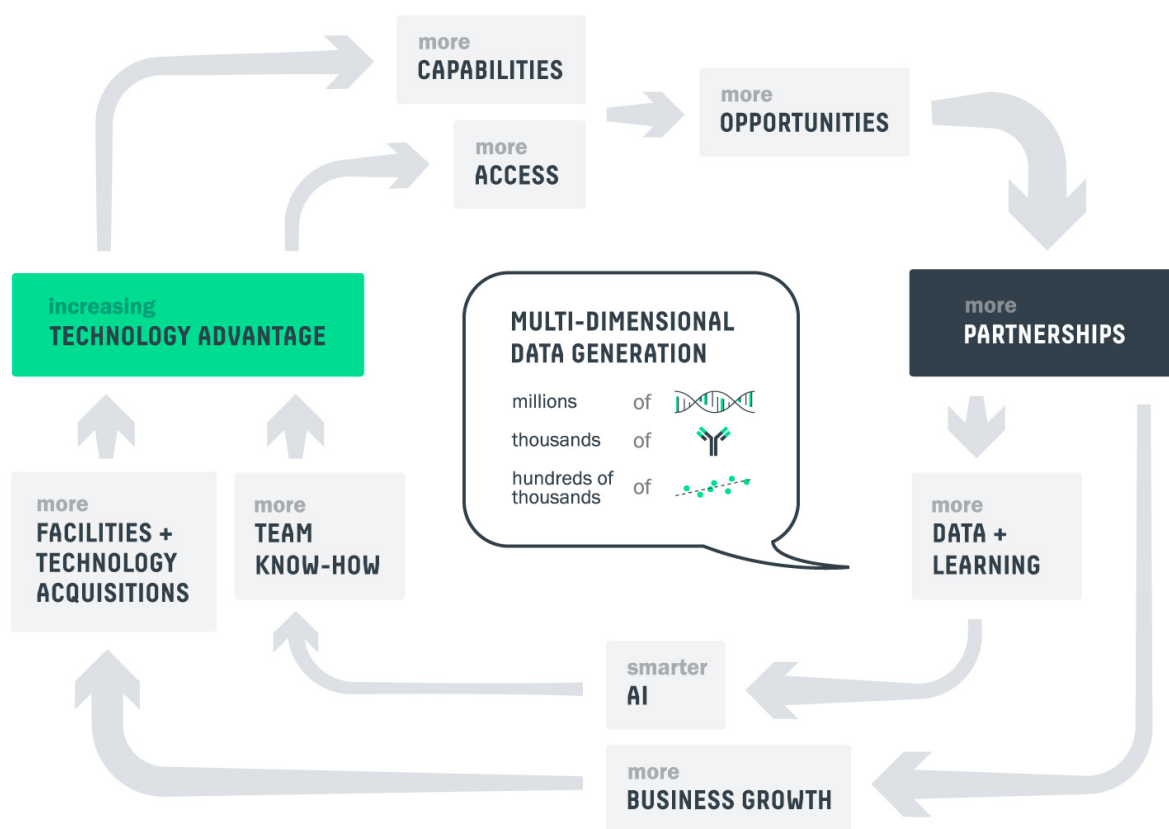 more
CAPABILITIES
more
ACCESS
more
OPPORTUNITIES
increasing
TECHNOLOGY ADVANTAGE
MULTI-DIMENSIONAL
DATA GENERATION
millions of
thousands of
hundreds of
thousands of
more
PARTNERSHIPS
more
FACILITIES +
TECHNOLOGY
ACQUISITIONS
more
TEAM
KNOW-HOW
more
DATA +
LEARNING
smarter
AI
more
BUSINESS GROWTH